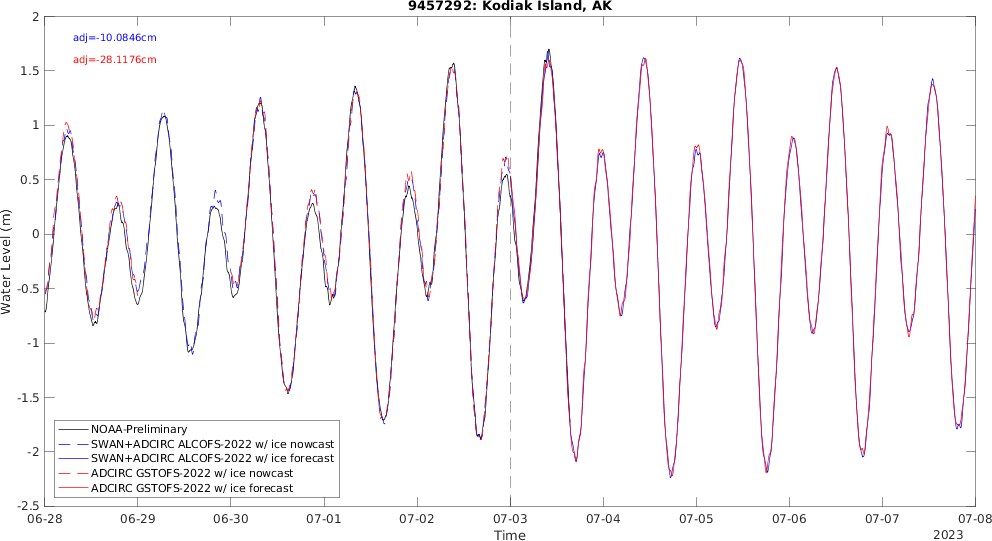 9457292: Kodiak Island, AK
adj=-10.0846cm
adj=-28.1176cm
2
1.5
1
0.5
0
-0.5
-1
-1.5
-2
-2.5
Water Level (m)
NOAA-Preliminary
SWAN+ADCIRC ALCOFS-2022 w/ ice nowcast
SWAN+ADCIRC ALCOFS-2022 w/ ice forecast
ADCIRC GSTOFS-2022 w/ ice nowcast
ADCIRC GSTOFS-2022 w/ ice forecast
06-28 06-29 06-30 07-01 07-02 07-03 07-04 07-05 07-06 07-07 07-08
Time
2023